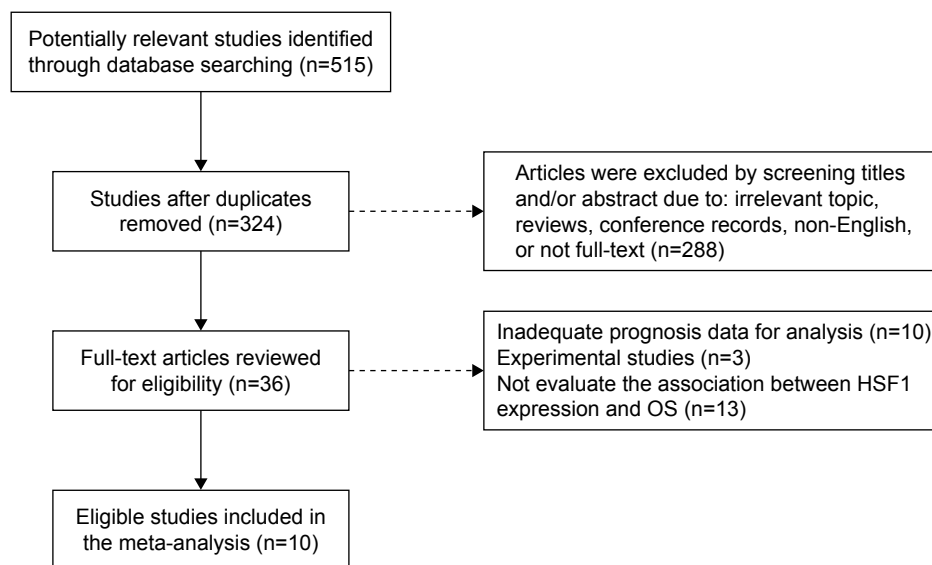 Potentially relevant studies identified
through database searching (n=515)
Studies after duplicates
removed (n=324)
Articles were excluded by screening titles
and/or abstract due to: irrelevant topic,
reviews, conference records, non-English,
or not full-text (n=288)
Full-text articles reviewed
for eligibility (n=36)
Inadequate prognosis data for analysis (n=10)
Experimental studies (n=3)
Not evaluate the association between HSF1
expression and OS (n=13)
Eligible studies included in
the meta-analysis (n=10)